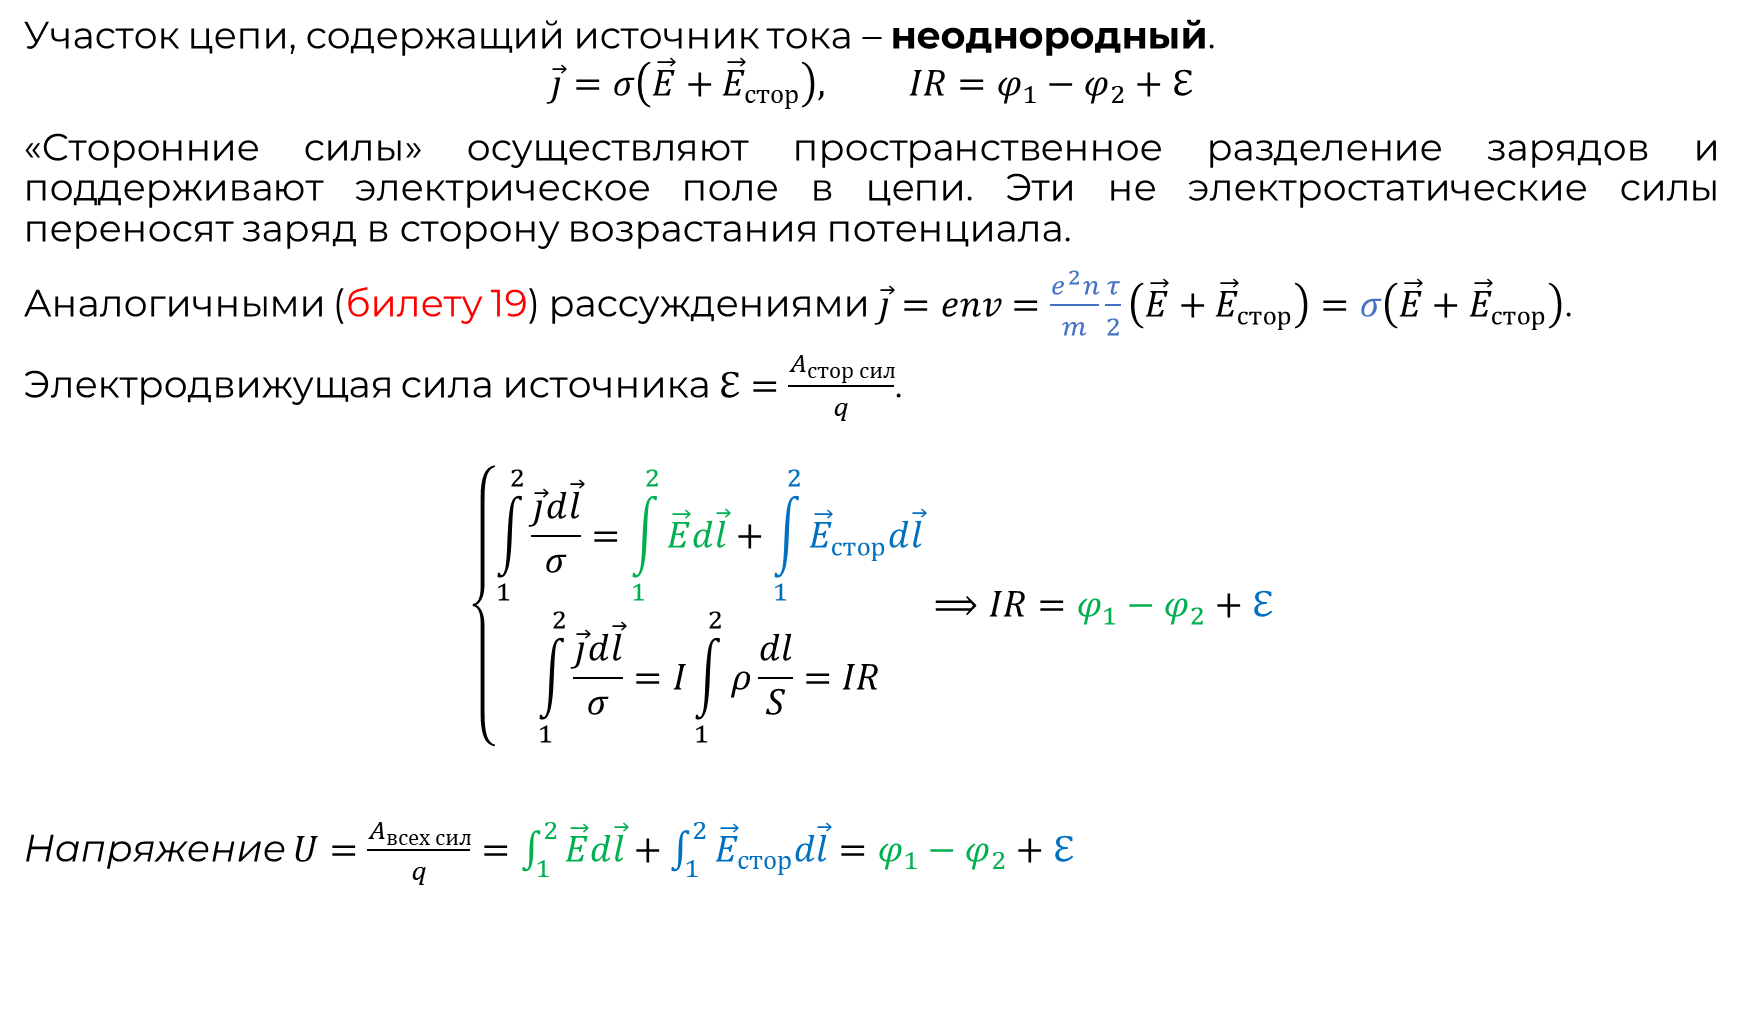 Участок цепи, содержащий источник тока – неоднородный.
j⃗ = σ(E⃗ + E⃗стор), IR = φ₁ − φ₂ + Ɛ
«Сторонние силы» осуществляют пространственное разделение зарядов и
поддерживают электрическое поле в цепи. Эти не электростатические силы
переносят заряд в сторону возрастания потенциала.
Аналогичными (билету 19) рассуждениями j⃗ = env = e²n/m τ/2 (E⃗ + E⃗стор) = σ(E⃗ + E⃗стор).
Электродвижущая сила источника Ɛ = Aстор сил/q.
{ ∫₁² j⃗dl⃗/σ = ∫₁² E⃗dl⃗ + ∫₁² E⃗стор dl⃗
∫₁² j⃗dl⃗/σ = I ∫₁² ρ dl/S = IR
⟹ IR = φ₁ − φ₂ + Ɛ
Напряжение U = Aвсех сил/q = ∫₁² E⃗dl⃗ + ∫₁² E⃗стор dl⃗ = φ₁ − φ₂ + Ɛ